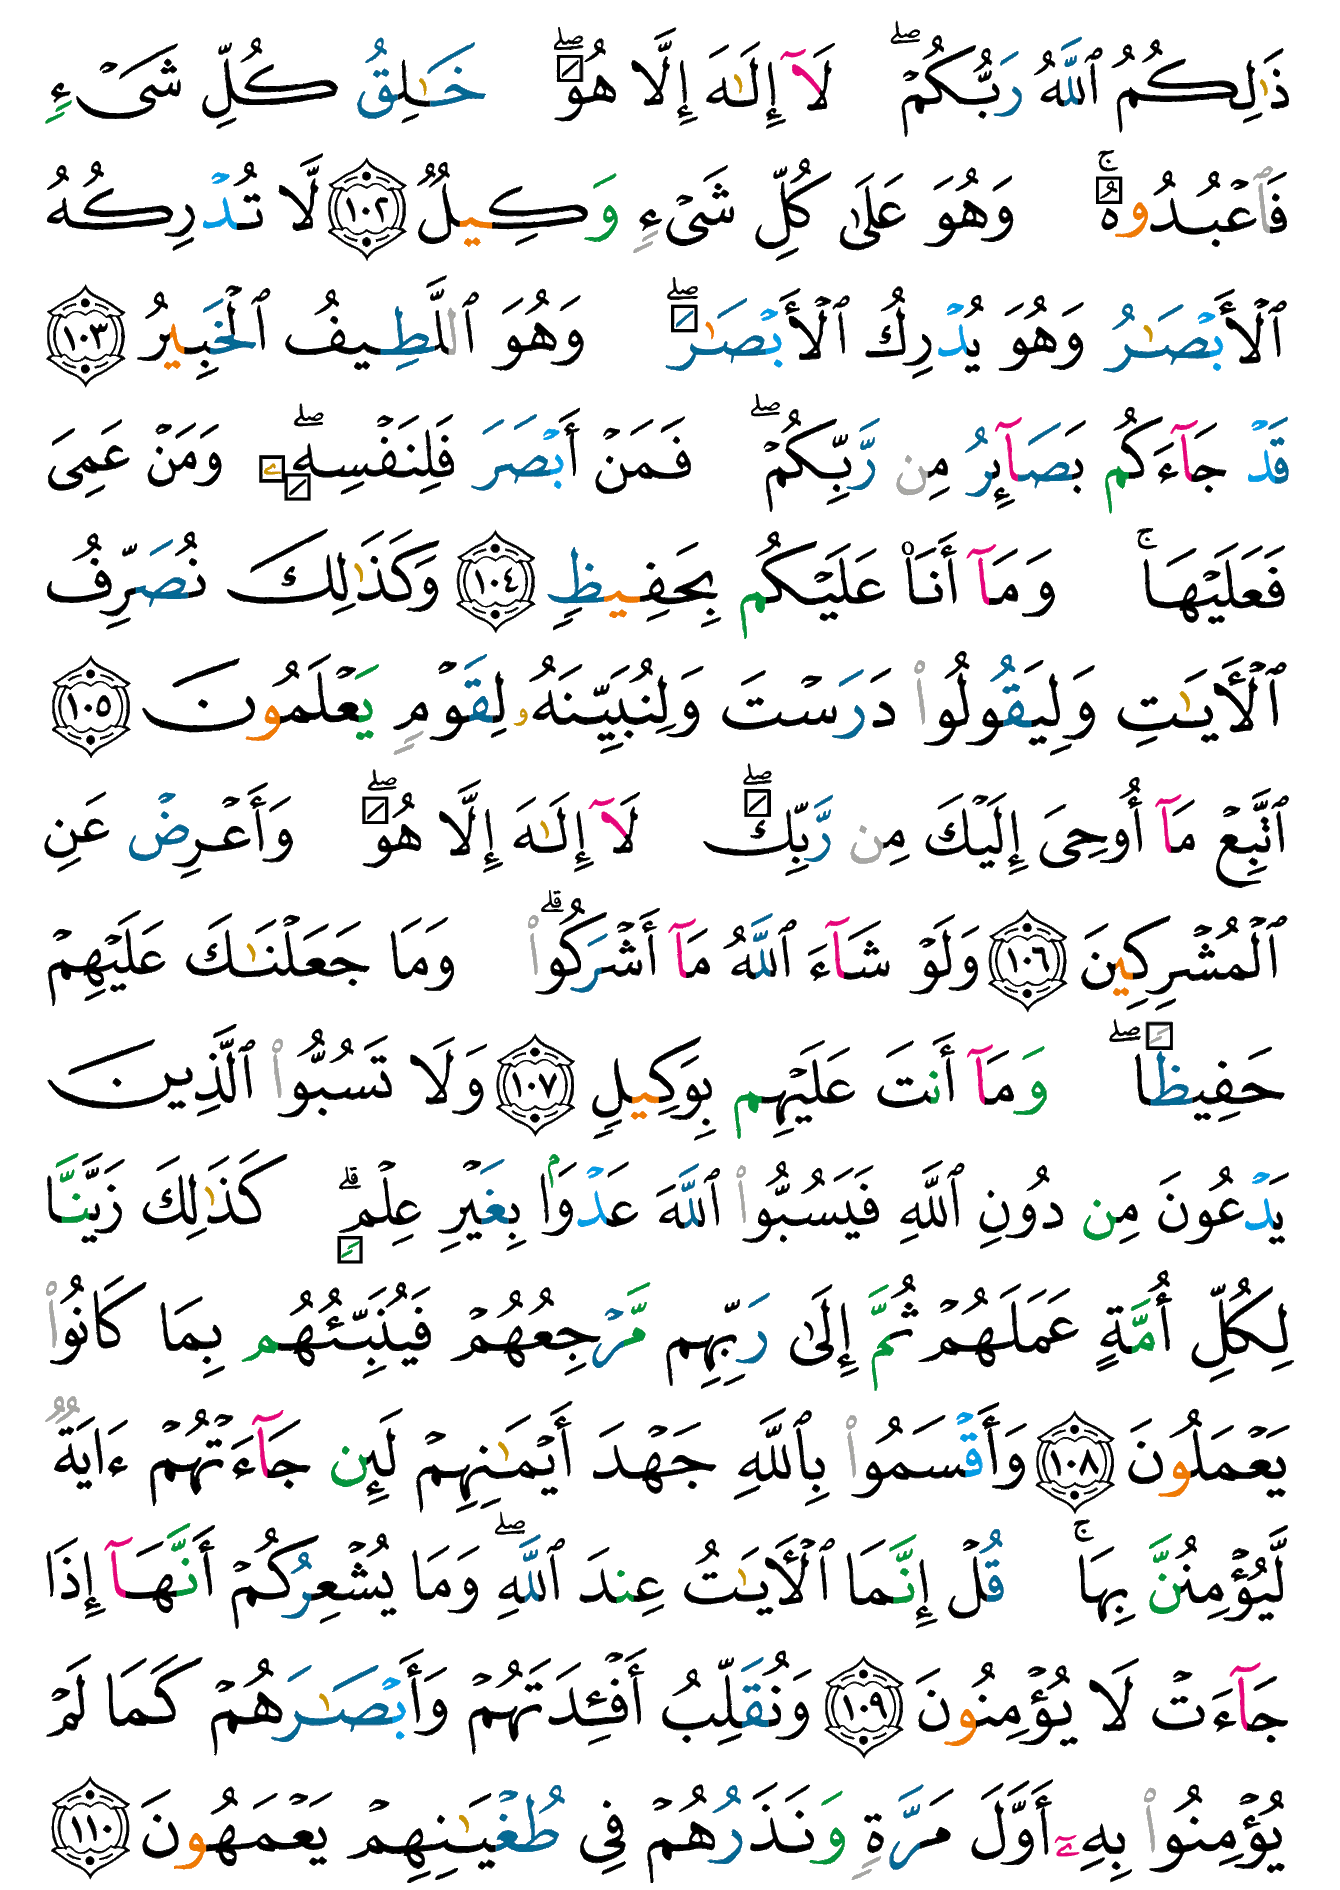 ذَٰلِكُمُ ٱللَّهُ رَبُّكُمْۖ لَآ إِلَٰهَ إِلَّا هُوَۖ خَٰلِقُ كُلِّ شَىْءٍ
فَٱعْبُدُوهُۚ وَهُوَ عَلَىٰ كُلِّ شَىْءٍ وَكِيلٌ ١٠٢ لَّا تُدْرِكُهُ
ٱلْأَبْصَٰرُ وَهُوَ يُدْرِكُ ٱلْأَبْصَٰرَۖ وَهُوَ ٱللَّطِيفُ ٱلْخَبِيرُ ١٠٣
قَدْ جَآءَكُم بَصَآئِرُ مِن رَّبِّكُمْۖ فَمَنْ أَبْصَرَ فَلِنَفْسِهِۦۖ وَمَنْ عَمِىَ
فَعَلَيْهَاۚ وَمَآ أَنَا۠ عَلَيْكُم بِحَفِيظٍ ١٠٤ وَكَذَٰلِكَ نُصَرِّفُ
ٱلْأَيَٰتِ وَلِيَقُولُوا۟ دَرَسْتَ وَلِنُبَيِّنَهُۥ لِقَوْمٍ يَعْلَمُونَ ١٠٥
ٱتَّبِعْ مَآ أُوحِىَ إِلَيْكَ مِن رَّبِّكَۖ لَآ إِلَٰهَ إِلَّا هُوَۖ وَأَعْرِضْ عَنِ
ٱلْمُشْرِكِينَ ١٠٦ وَلَوْ شَآءَ ٱللَّهُ مَآ أَشْرَكُوا۟ۗ وَمَا جَعَلْنَٰكَ عَلَيْهِمْ
حَفِيظًاۖ وَمَآ أَنتَ عَلَيْهِم بِوَكِيلٍ ١٠٧ وَلَا تَسُبُّوا۟ ٱلَّذِينَ
يَدْعُونَ مِن دُونِ ٱللَّهِ فَيَسُبُّوا۟ ٱللَّهَ عَدْوَۢا بِغَيْرِ عِلْمٍۗ كَذَٰلِكَ زَيَّنَّا
لِكُلِّ أُمَّةٍ عَمَلَهُمْ ثُمَّ إِلَىٰ رَبِّهِم مَّرْجِعُهُمْ فَيُنَبِّئُهُم بِمَا كَانُوا۟
يَعْمَلُونَ ١٠٨ وَأَقْسَمُوا۟ بِٱللَّهِ جَهْدَ أَيْمَٰنِهِمْ لَئِن جَآءَتْهُمْ ءَايَةٌ
لَّيُؤْمِنُنَّ بِهَاۚ قُلْ إِنَّمَا ٱلْأَيَٰتُ عِندَ ٱللَّهِۖ وَمَا يُشْعِرُكُمْ أَنَّهَآ إِذَا
جَآءَتْ لَا يُؤْمِنُونَ ١٠٩ وَنُقَلِّبُ أَفْئِدَتَهُمْ وَأَبْصَٰرَهُمْ كَمَا لَمْ
يُؤْمِنُوا۟ بِهِۦٓ أَوَّلَ مَرَّةٍ وَنَذَرُهُمْ فِى طُغْيَٰنِهِمْ يَعْمَهُونَ ١١٠